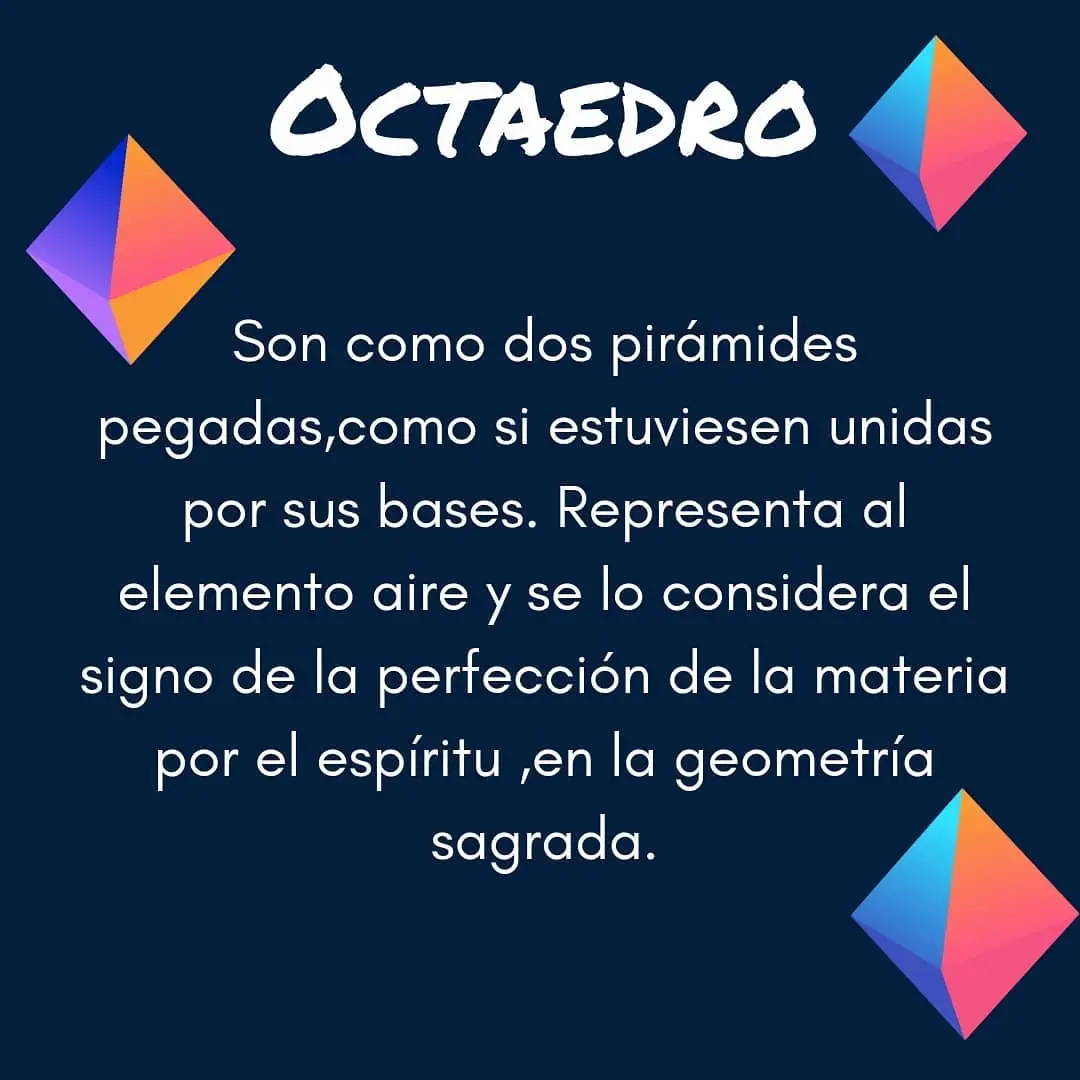 OCTAEDRO
Son como dos pirámides
pegadas,como si estuviesen unidas
por sus bases. Representa al
elemento aire y se lo considera el
signo de la perfección de la materia
por el espíritu ,en la geometría
sagrada.